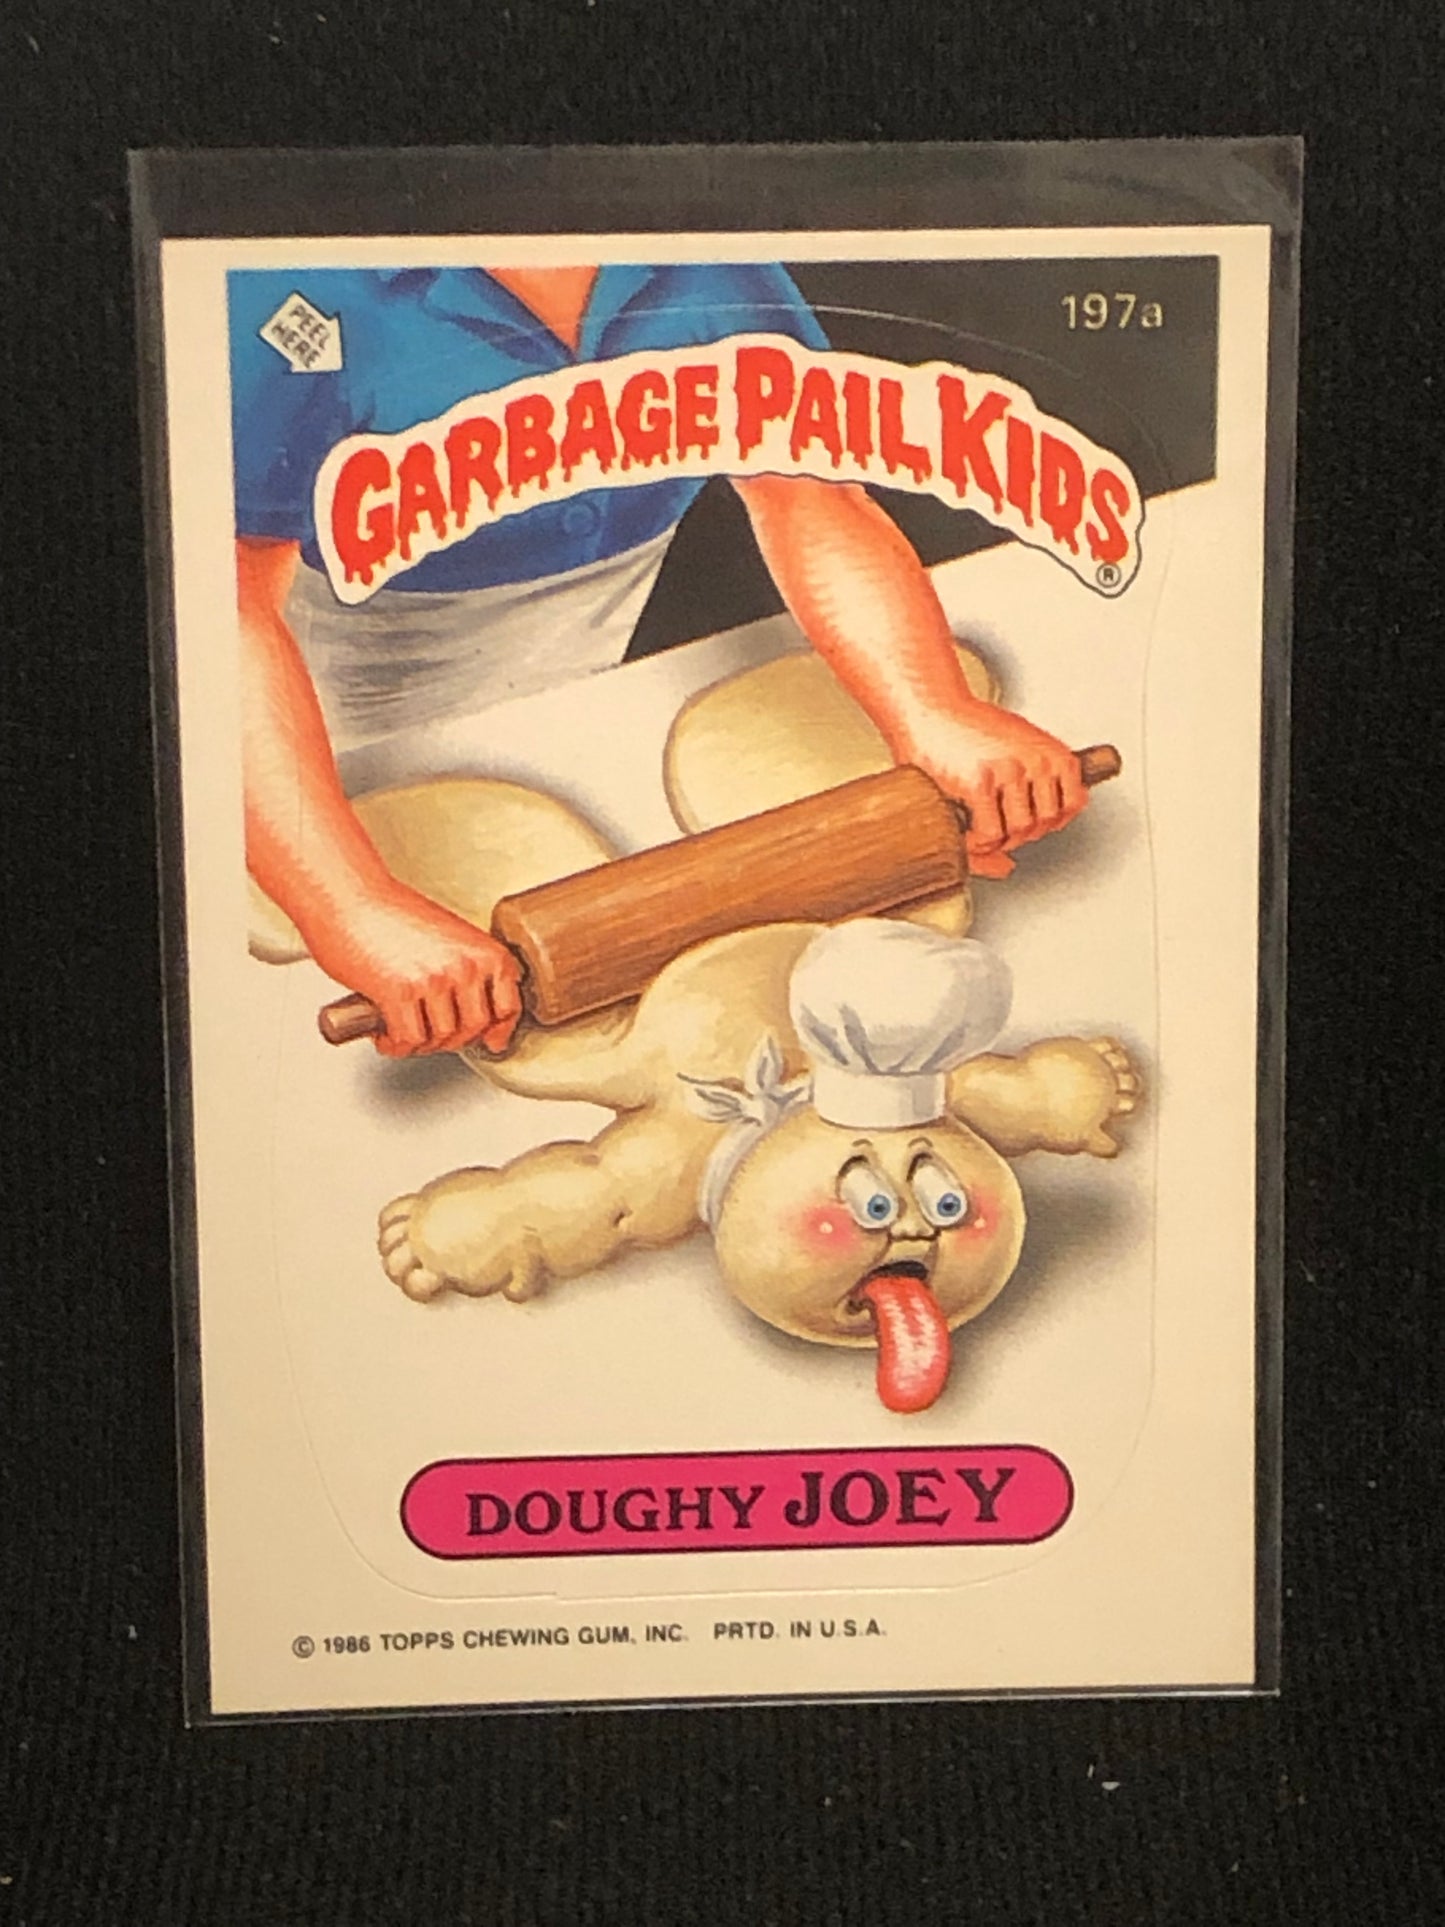 PEEL
HERE
197a
GARBAGE PAIL KIDS
®
DOUGHY JOEY
© 1986 TOPPS CHEWING GUM, INC. PRTD. IN U.S.A.